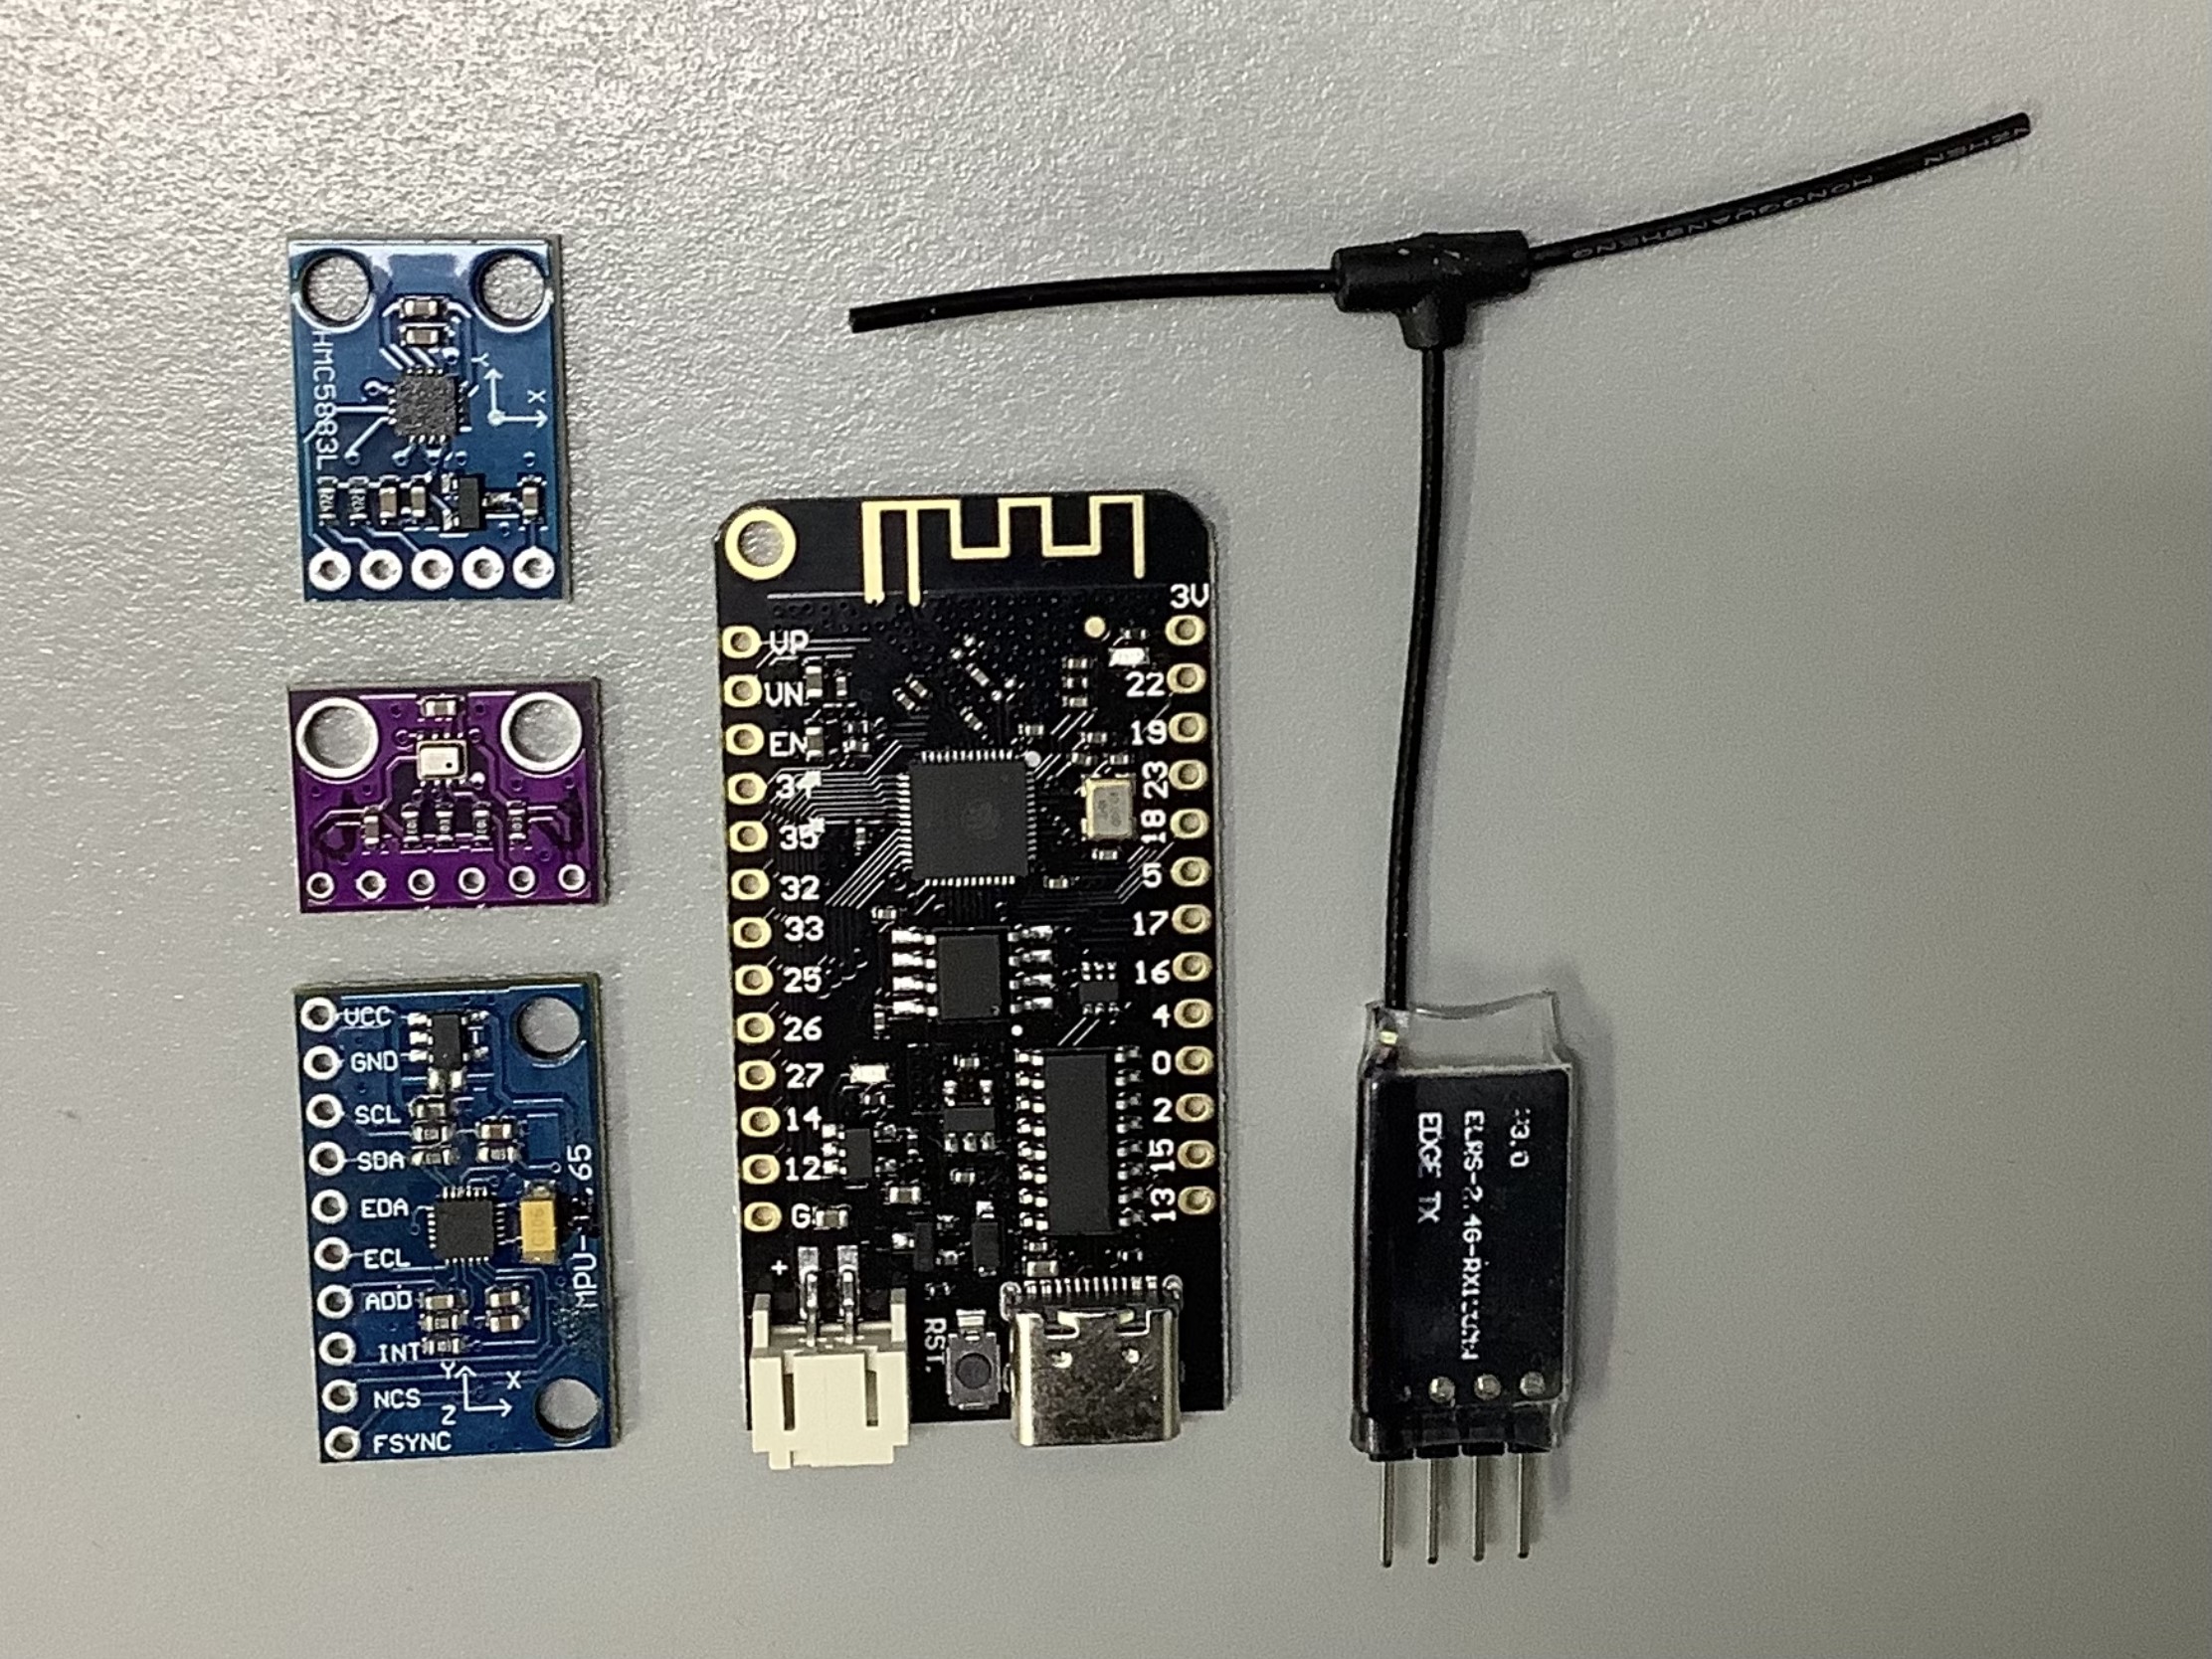 HMC5883L
Y
X
VCC
GND
SCL
SDA
EDA
ECL
ADD
INT
NCS
FSYNC
Y
X
Z
VP
VN
EN
34
35
32
33
25
26
27
14
12
G
+
RST.
3V
22
19
23
18
5
17
16
4
0
2
15
13
EDGE TX